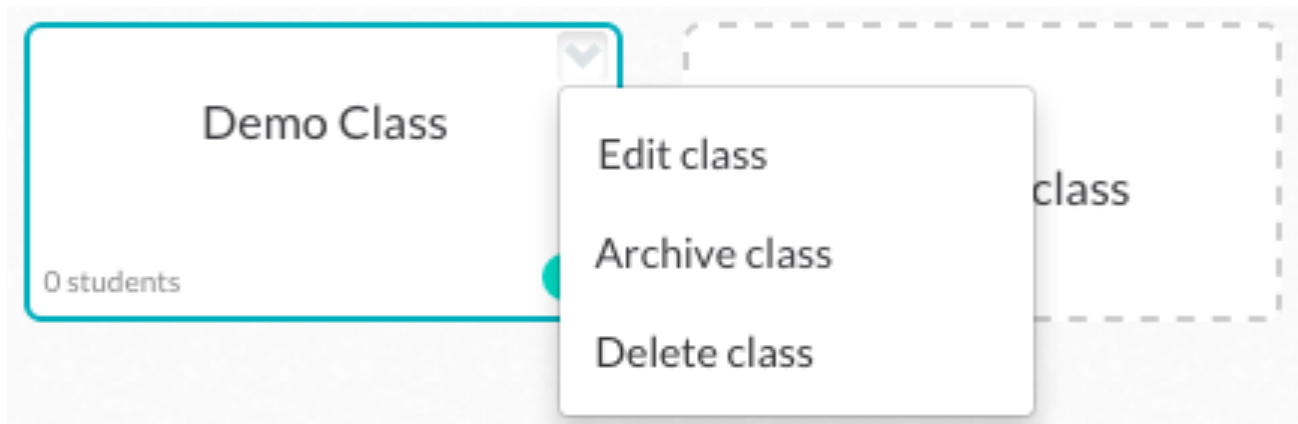 Demo Class
0 students
Edit class
Archive class
Delete class
class